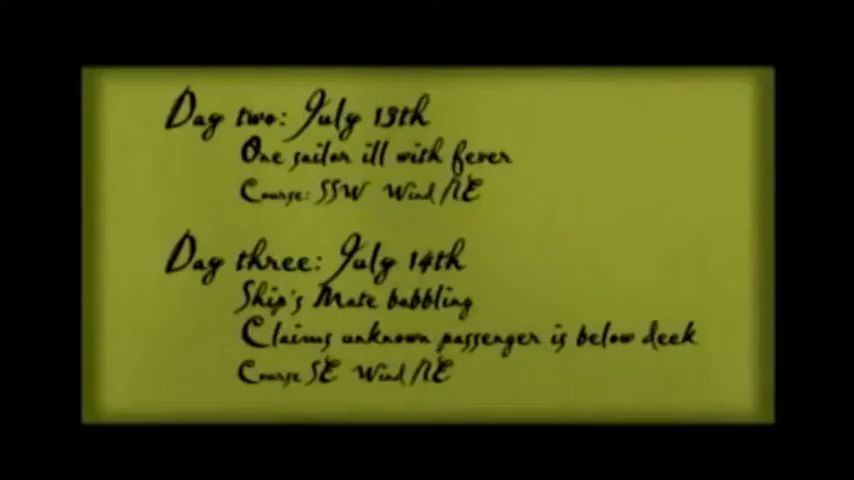 Day two: July 13th
One sailor ill with fever
Course: SSW Wind/NE
Day three: July 14th
Ship's Mate babbling
Claims unknown passenger is below deck
Course SE Wind/NE